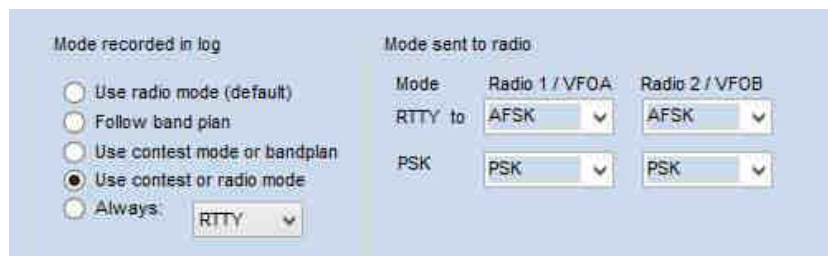 Mode recorded in log
Use radio mode (default)
Follow band plan
Use contest mode or bandplan
Use contest or radio mode
Always: RTTY
Mode sent to radio
Mode Radio 1 / VFOA Radio 2 / VFOB
RTTY to AFSK AFSK
PSK PSK PSK